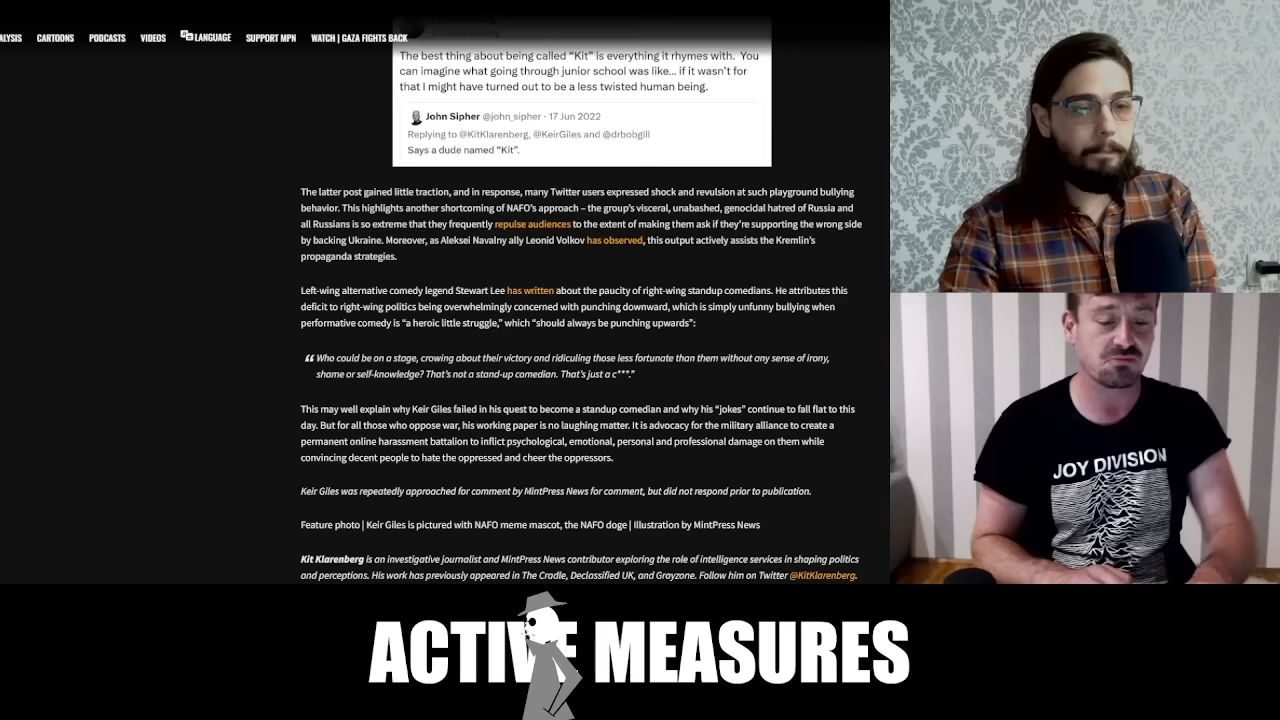 ALYSIS CARTOONS PODCASTS VIDEOS LANGUAGE SUPPORT MPN WATCH | GAZA FIGHTS BACK
The best thing about being called “Kit” is everything it rhymes with. You
can imagine what going through junior school was like... if it wasn’t for
that I might have turned out to be a less twisted human being.
John Sipher @john_sipher · 17 Jun 2022
Replying to @KitKlarenberg, @KeirGiles and @drbobgill
Says a dude named “Kit”.
The latter post gained little traction, and in response, many Twitter users expressed shock and revulsion at such playground bullying
behavior. This highlights another shortcoming of NAFO’s approach – the group’s visceral, unabashed, genocidal hatred of Russia and
all Russians is so extreme that they frequently repulse audiences to the extent of making them ask if they’re supporting the wrong side
by backing Ukraine. Moreover, as Aleksei Navalny ally Leonid Volkov has observed, this output actively assists the Kremlin’s
propaganda strategies.
Left-wing alternative comedy legend Stewart Lee has written about the paucity of right-wing standup comedians. He attributes this
deficit to right-wing politics being overwhelmingly concerned with punching downward, which is simply unfunny bullying when
performative comedy is “a heroic little struggle,” which “should always be punching upwards”:
“ Who could be on a stage, crowing about their victory and ridiculing those less fortunate than them without any sense of irony,
shame or self-knowledge? That’s not a stand-up comedian. That’s just a c***.”
This may well explain why Keir Giles failed in his quest to become a standup comedian and why his “jokes” continue to fall flat to this
day. But for all those who oppose war, his working paper is no laughing matter. It is advocacy for the military alliance to create a
permanent online harassment battalion to inflict psychological, emotional, personal and professional damage on them while
convincing decent people to hate the oppressed and cheer the oppressors.
Keir Giles was repeatedly approached for comment by MintPress News for comment, but did not respond prior to publication.
Feature photo | Keir Giles is pictured with NAFO meme mascot, the NAFO doge | Illustration by MintPress News
Kit Klarenberg is an investigative journalist and MintPress News contributor exploring the role of intelligence services in shaping politics
and perceptions. His work has previously appeared in The Cradle, Declassified UK, and Grayzone. Follow him on Twitter @KitKlarenberg.
JOY DIVISION
ACTIVE MEASURES